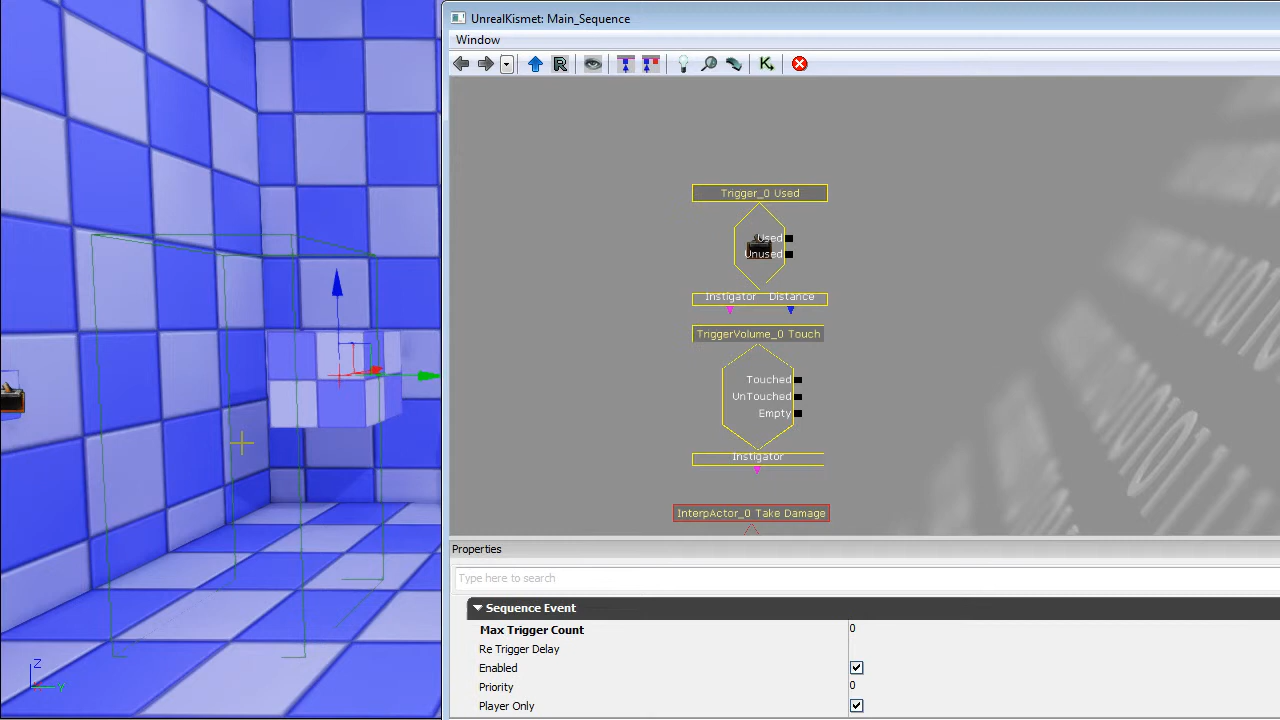 UnrealKismet: Main_Sequence
Window
R
K
Trigger_0 Used
Used
Unused
Instigator Distance
TriggerVolume_0 Touch
Touched
UnTouched
Empty
Instigator
InterpActor_0 Take Damage
Z
Y
Properties
Type here to search
Sequence Event
Max Trigger Count 0
Re Trigger Delay
Enabled
Priority 0
Player Only